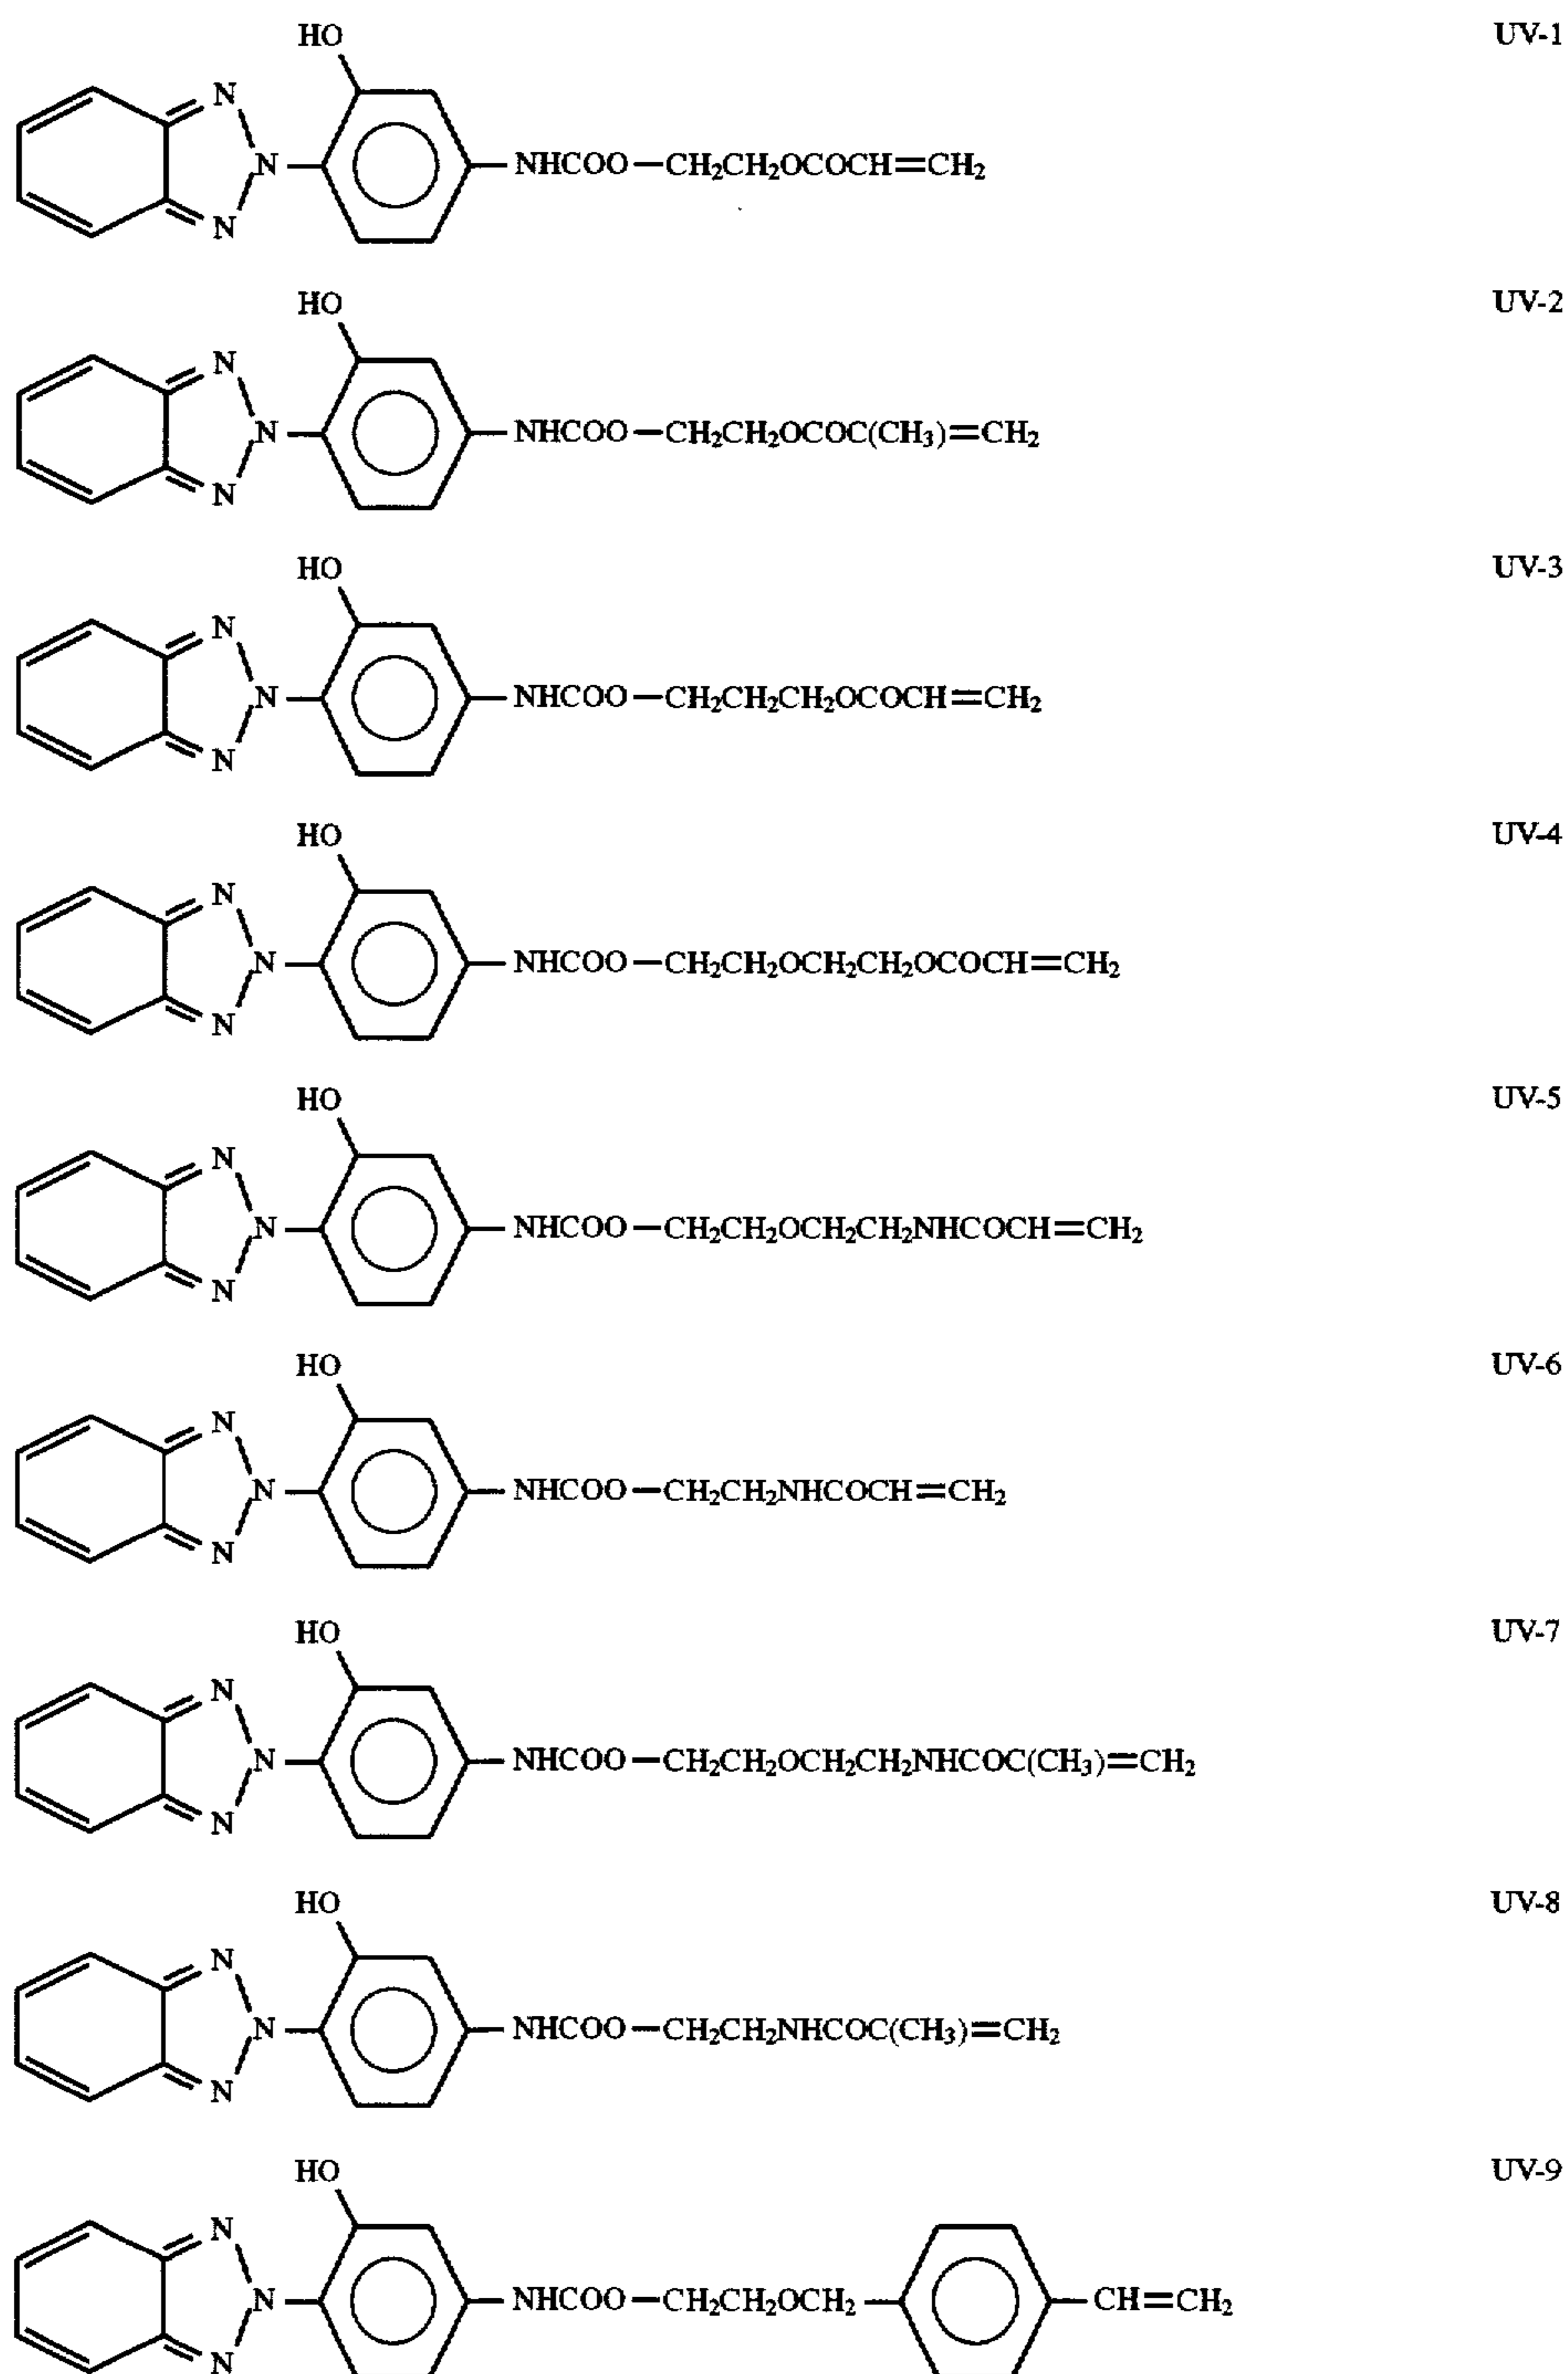 HO UV-1
N
N NHCOO—CH₂CH₂OCOCH=CH₂
N
HO UV-2
N
N NHCOO—CH₂CH₂OCOC(CH₃)=CH₂
N
HO UV-3
N
N NHCOO—CH₂CH₂CH₂OCOCH=CH₂
N
HO UV-4
N
N NHCOO—CH₂CH₂OCH₂CH₂OCOCH=CH₂
N
HO UV-5
N
N NHCOO—CH₂CH₂OCH₂CH₂NHCOCH=CH₂
N
HO UV-6
N
N NHCOO—CH₂CH₂NHCOCH=CH₂
N
HO UV-7
N
N NHCOO—CH₂CH₂OCH₂CH₂NHCOC(CH₃)=CH₂
N
HO UV-8
N
N NHCOO—CH₂CH₂NHCOC(CH₃)=CH₂
N
HO UV-9
N
N NHCOO—CH₂CH₂OCH₂ CH=CH₂
N